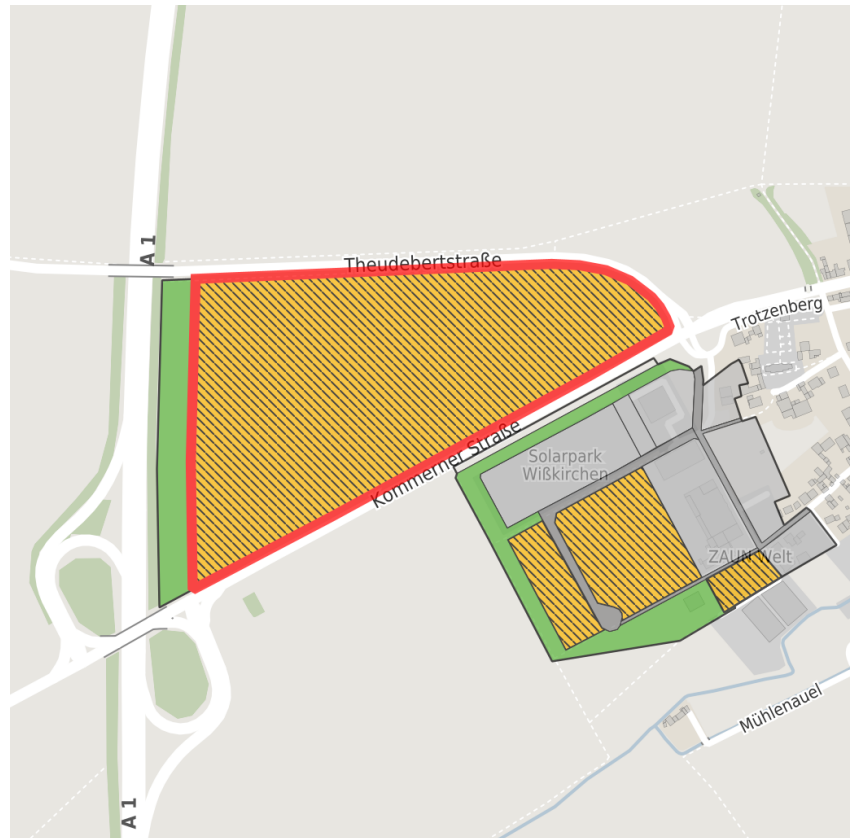 A 1
Theudebertstraße
Trotzenberg
Kommerner Straße
Solarpark
Wißkirchen
ZAUN Welt
Mühlenauel
A 1